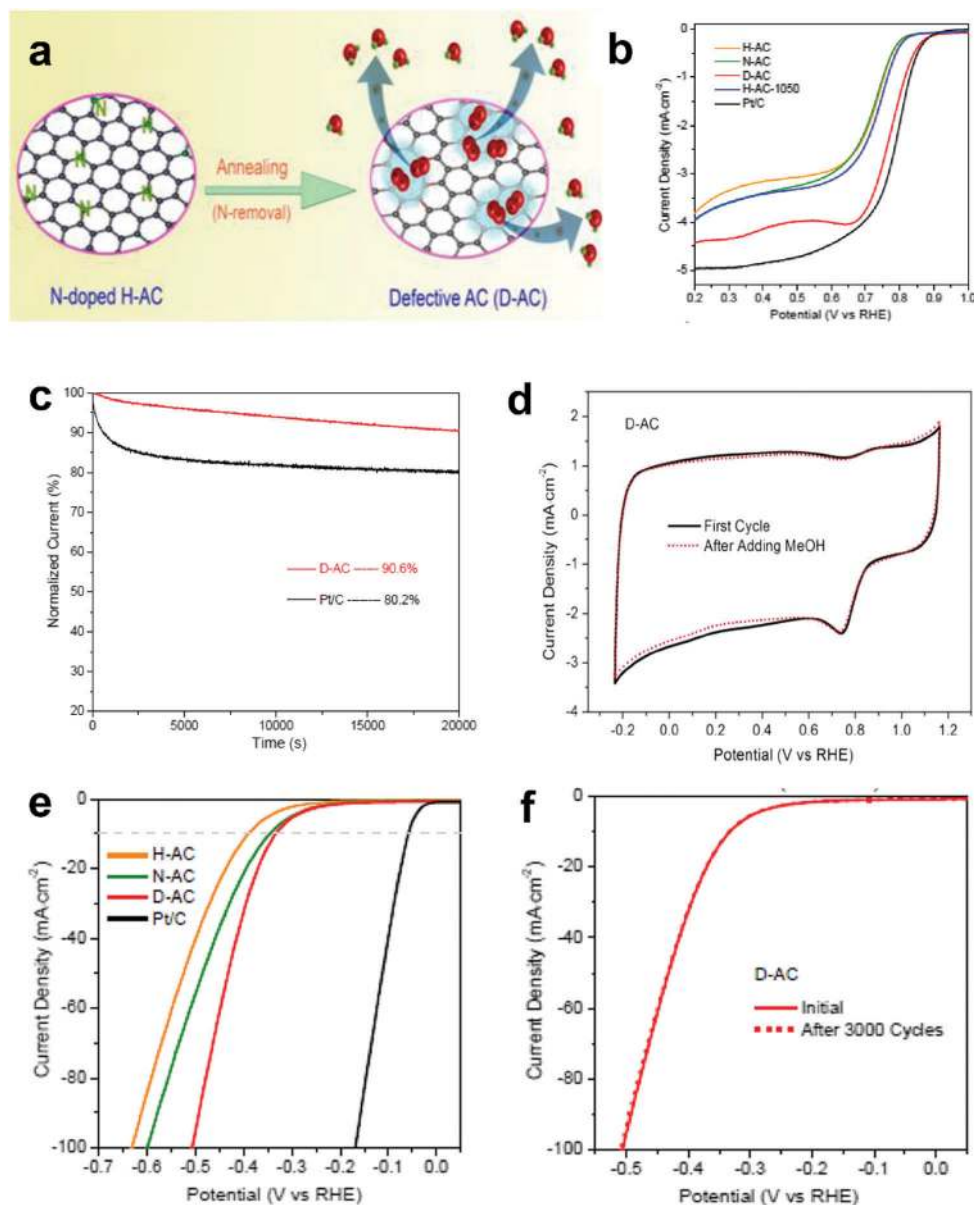 a
N
N
N
N
N
N
N
Annealing
(N-removal)
N-doped H-AC
Defective AC (D-AC)
b
H-AC
N-AC
D-AC
H-AC-1050
Pt/C
0
-1
-2
-3
-4
-5
Current Density (mA·cm⁻²)
0.2 0.3 0.4 0.5 0.6 0.7 0.8 0.9 1.0
Potential (V vs RHE)
c
100
90
80
70
60
50
40
30
20
Normalized Current (%)
D-AC ------- 90.6%
Pt/C ------- 80.2%
0 5000 10000 15000 20000
Time (s)
d
D-AC
2
1
0
-1
-2
-3
-4
Current Density (mA·cm⁻²)
First Cycle
After Adding MeOH
-0.2 0.0 0.2 0.4 0.6 0.8 1.0 1.2
Potential (V vs RHE)
e
0
-20
-40
-60
-80
-100
Current Density (mA·cm⁻²)
H-AC
N-AC
D-AC
Pt/C
-0.7 -0.6 -0.5 -0.4 -0.3 -0.2 -0.1 0.0
Potential (V vs RHE)
f
0
-20
-40
-60
-80
-100
Current Density (mA·cm⁻²)
D-AC
Initial
After 3000 Cycles
-0.5 -0.4 -0.3 -0.2 -0.1 0.0
Potential (V vs RHE)